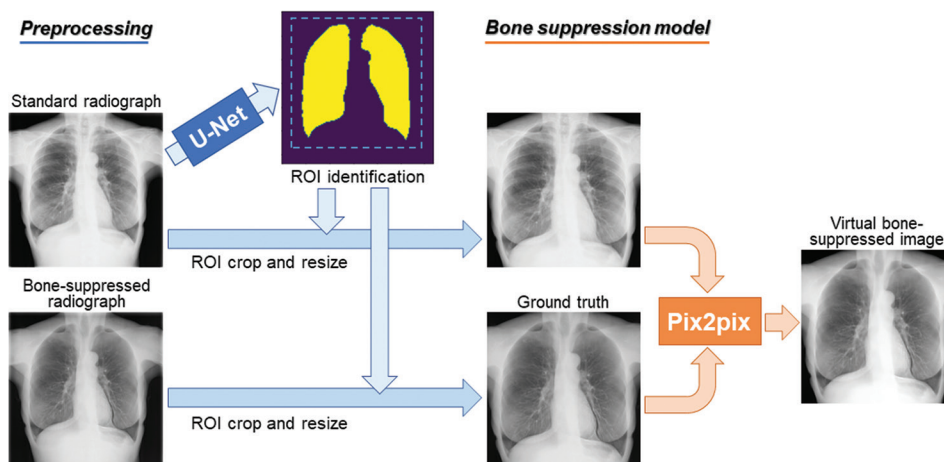 Preprocessing
Bone suppression model
Standard radiograph
U-Net
ROI identification
ROI crop and resize
Bone-suppressed
radiograph
Ground truth
ROI crop and resize
Pix2pix
Virtual bone-
suppressed image